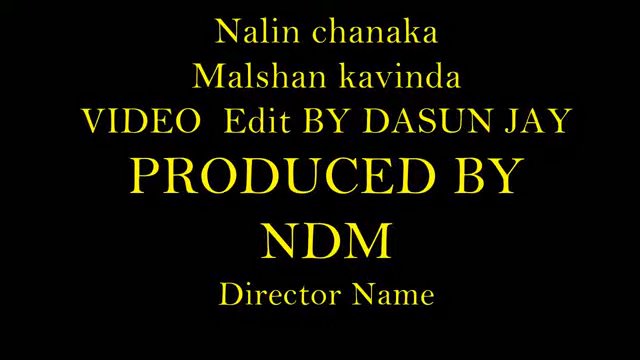 Nalin chanaka
Malshan kavinda
VIDEO  Edit BY DASUN JAY
PRODUCED BY
NDM
Director Name